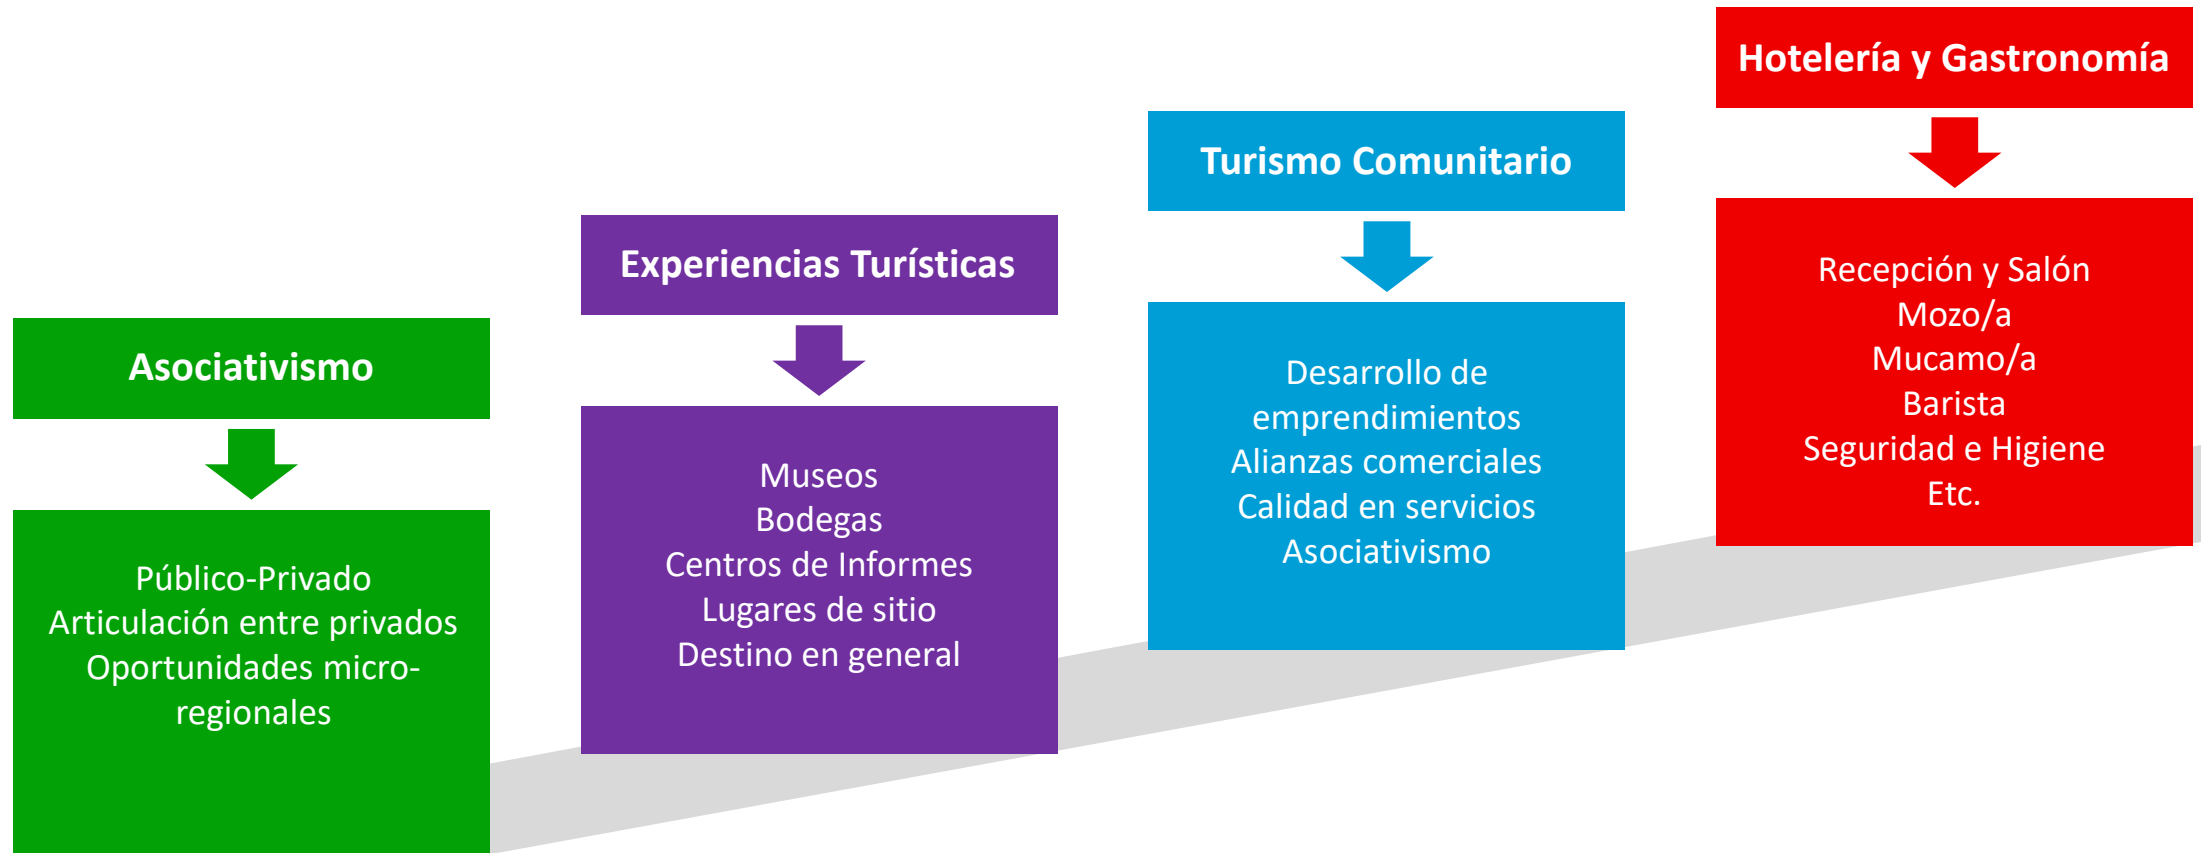 Asociativismo
Público-Privado
Articulación entre privados
Oportunidades micro-
regionales
Experiencias Turísticas
Museos
Bodegas
Centros de Informes
Lugares de sitio
Destino en general
Turismo Comunitario
Desarrollo de
emprendimientos
Alianzas comerciales
Calidad en servicios
Asociativismo
Hotelería y Gastronomía
Recepción y Salón
Mozo/a
Mucamo/a
Barista
Seguridad e Higiene
Etc.